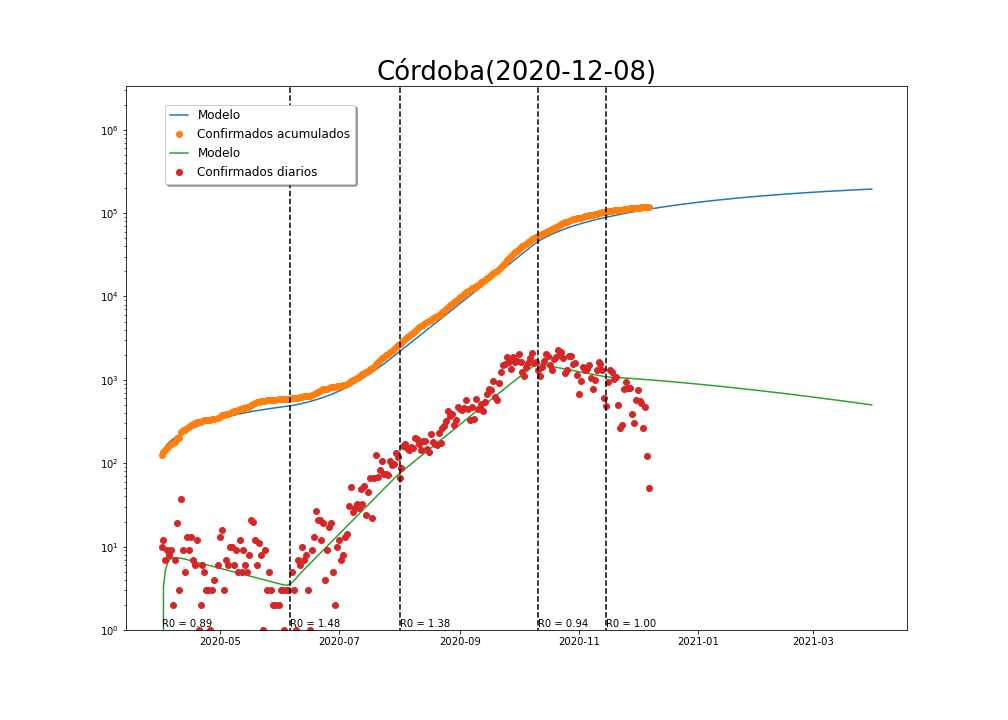 Córdoba(2020-12-08)
Modelo
Confirmados acumulados
Modelo
Confirmados diarios
10⁶
10⁵
10⁴
10³
10²
10¹
10⁰
R0 = 0.89
R0 = 1.48
R0 = 1.38
R0 = 0.94
R0 = 1.00
2020-05
2020-07
2020-09
2020-11
2021-01
2021-03